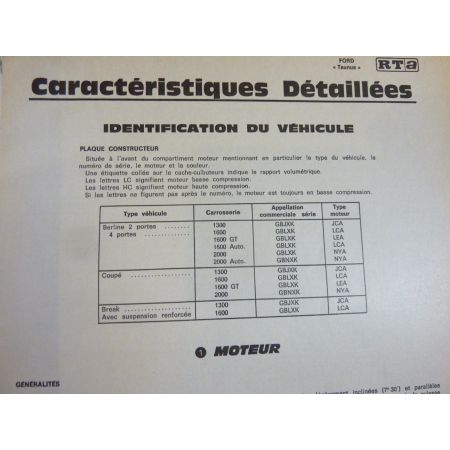 FORD
« Taunus »
RTa
Caractéristiques Détaillées
IDENTIFICATION DU VÉHICULE
PLAQUE CONSTRUCTEUR
Située à l'avant du compartiment moteur mentionnant en particulier le type du véhicule, le
numéro de série, le moteur et la couleur.
Une étiquette collée sur le cache-culbuteurs indique le rapport volumétrique.
Les lettres LC signifient moteur basse compression.
Les lettres HC signifient moteur haute compression.
Si les lettres ne figurent pas après le numéro, le moteur est toujours en basse compression.
Type véhicule Carrosserie Appellation commerciale série Type moteur
Berline 2 portes ........ 1300 GBJXK JCA
4 portes ................ 1600 GBLXK LCA
1600 GT GBLXK LEA
1600 Auto. GBLXK LCA
2000 GBLXK NYA
2000 Auto. GBNXK NYA
Coupé ................ 1300 GBJXK JCA
1600 GBLXK LCA
1600 GT GBLXK LEA
2000 GBNXK NYA
Break ................ 1300 GBJXK JCA
Avec suspension renforcée 1600 GBLXK LCA
1 MOTEUR
GÉNÉRALITÉS
inclinées (7° 30') et parallèles